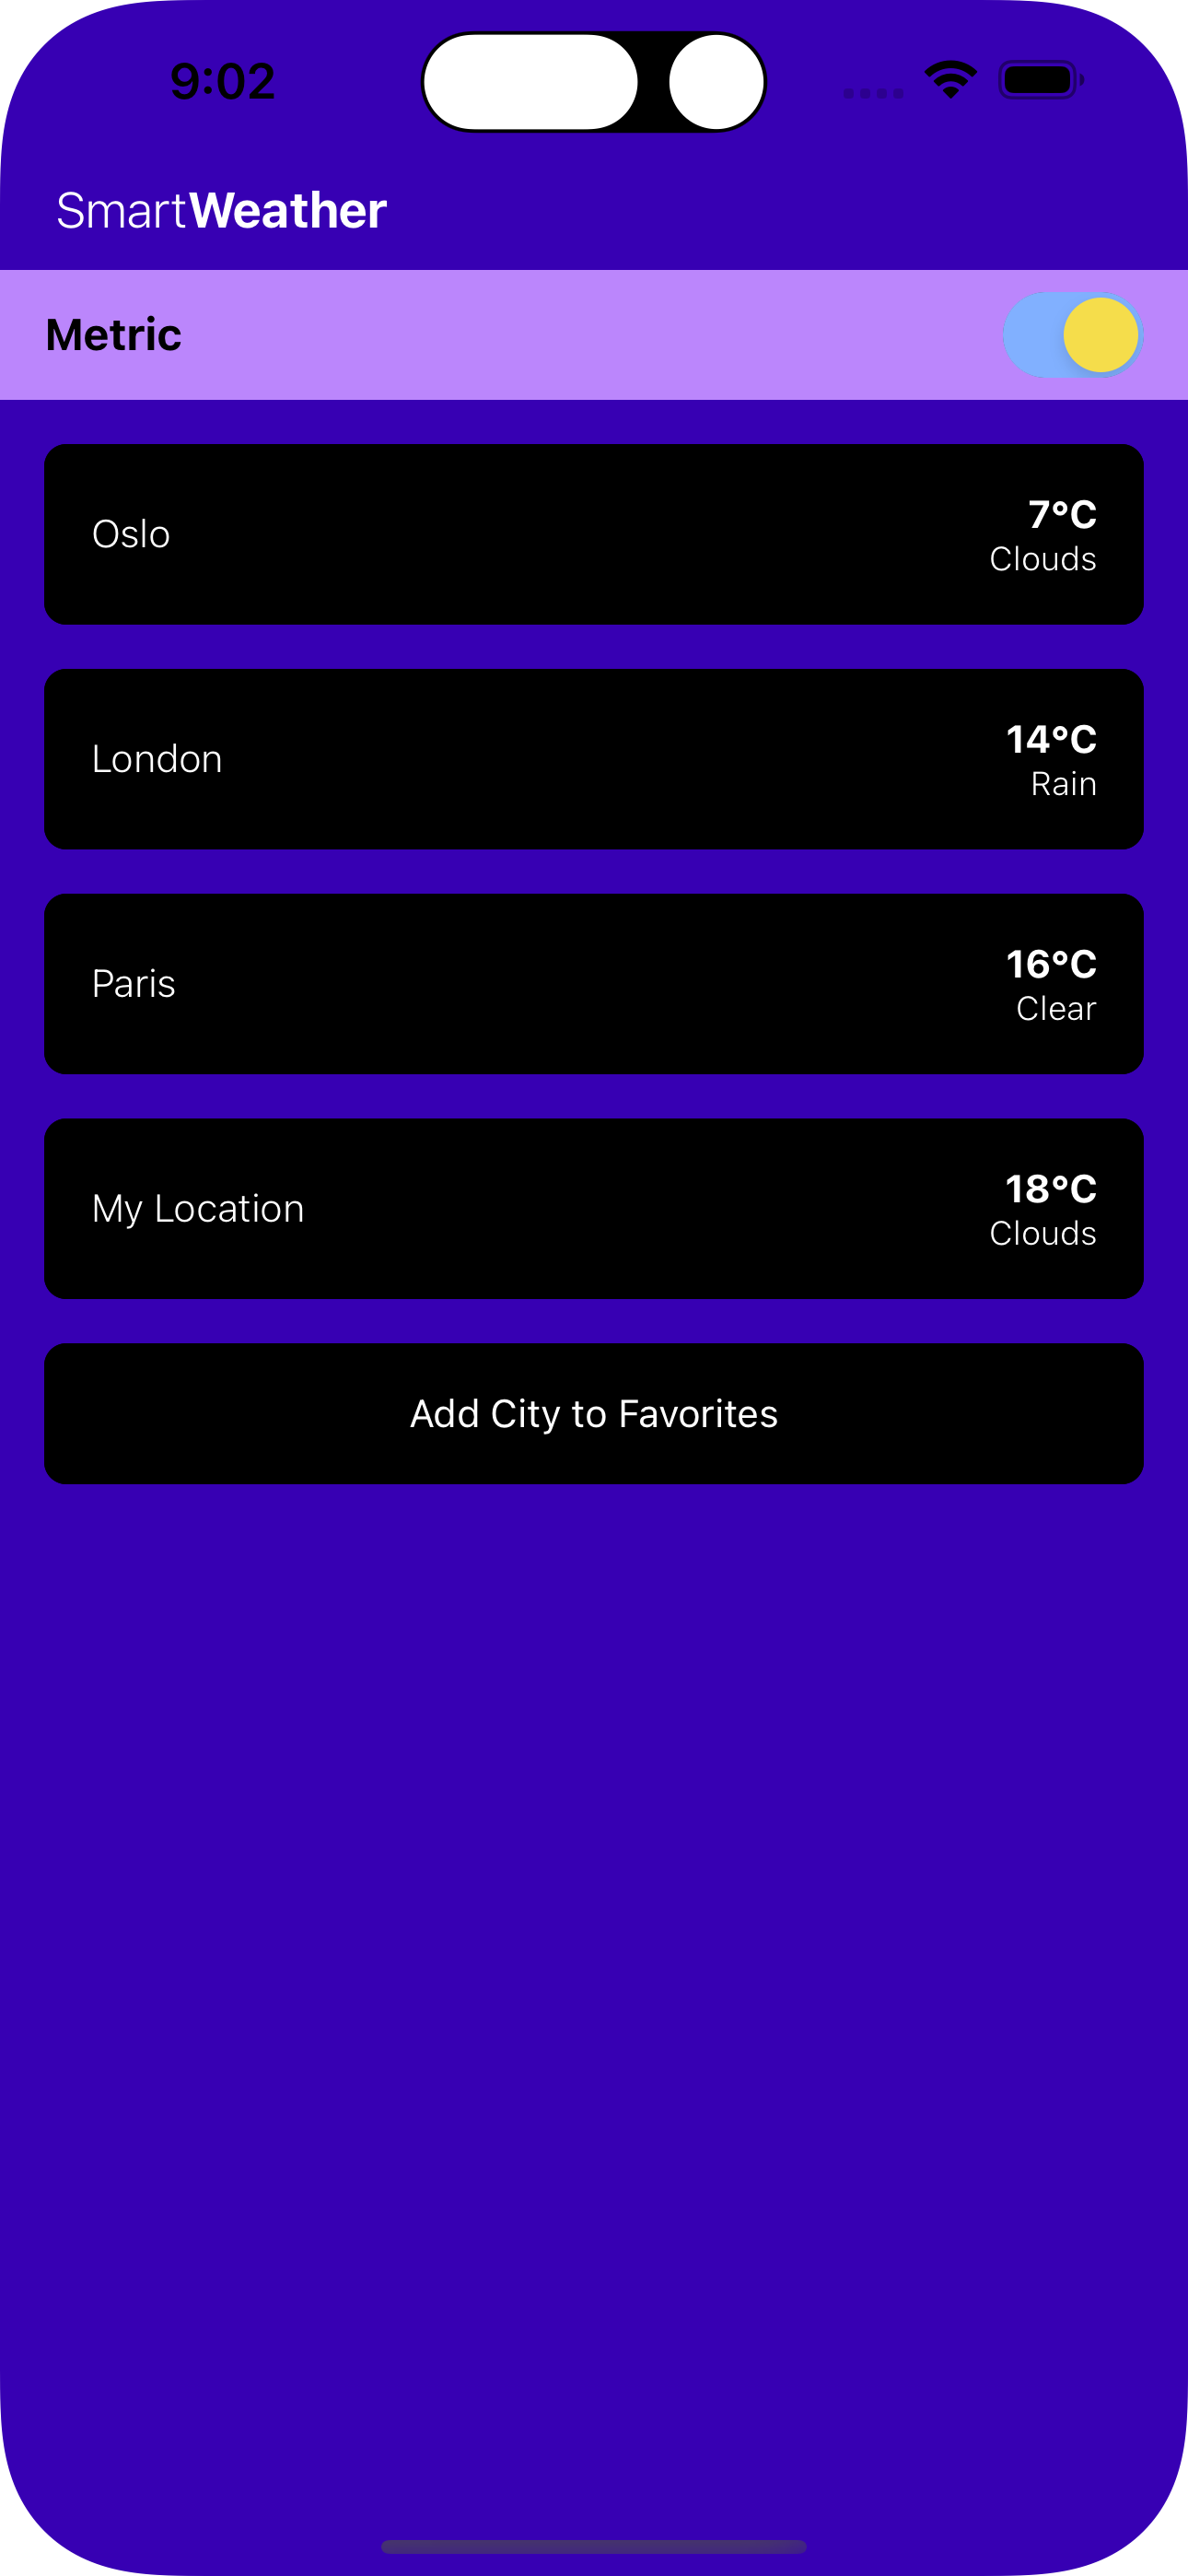 9:02
SmartWeather
Metric
Oslo
7°C
Clouds
London
14°C
Rain
Paris
16°C
Clear
My Location
18°C
Clouds
Add City to Favorites